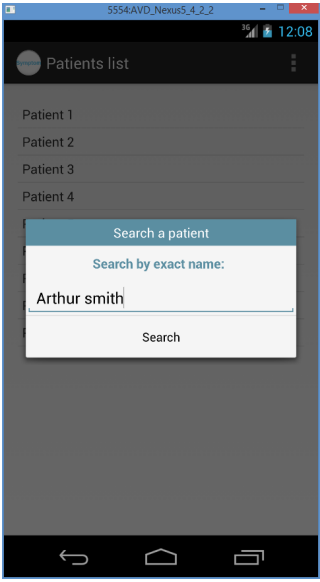 5554:AVD_Nexus5_4_2_2
3G 12:08
Patients list
Patient 1
Patient 2
Patient 3
Patient 4
Search a patient
Search by exact name:
Arthur smith
Search